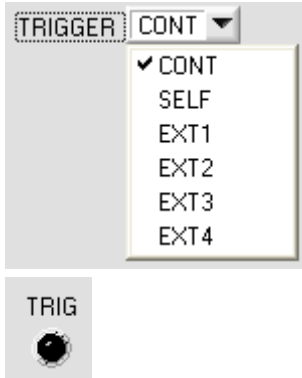 TRIGGER CONT
CONT
SELF
EXT1
EXT2
EXT3
EXT4
TRIG